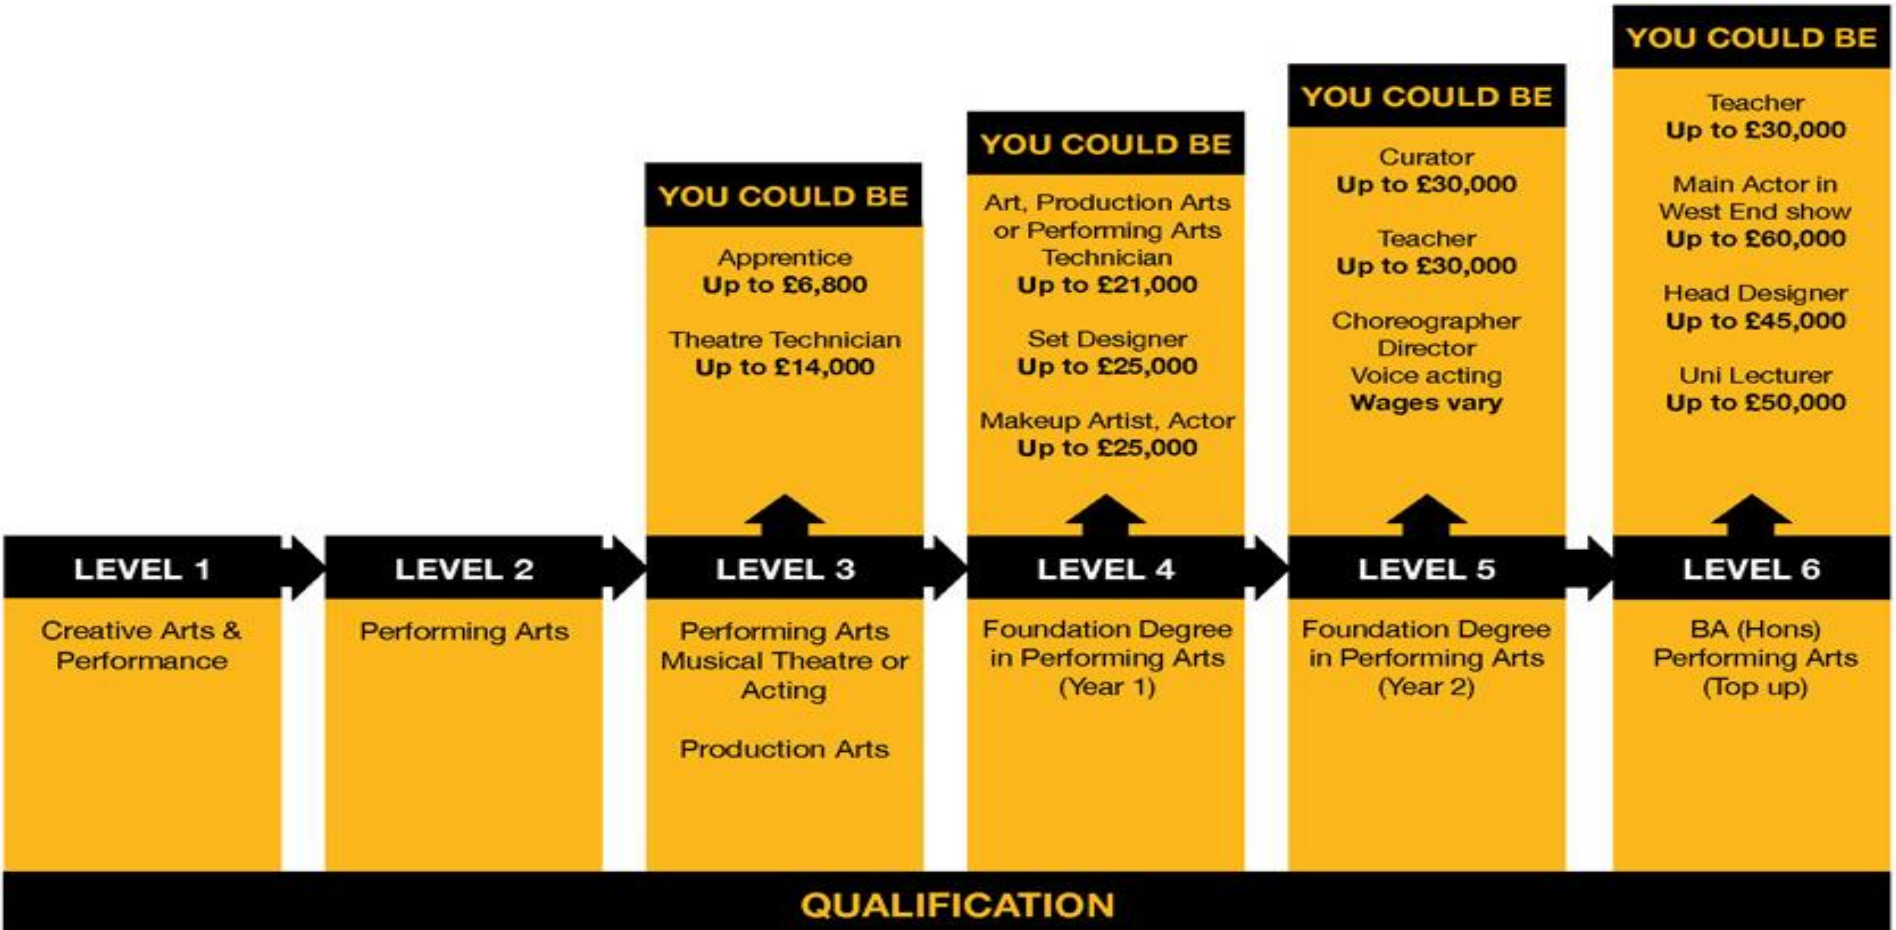 YOU COULD BE
Apprentice
Up to £6,800
Theatre Technician
Up to £14,000
YOU COULD BE
Art, Production Arts
or Performing Arts
Technician
Up to £21,000
Set Designer
Up to £25,000
Makeup Artist, Actor
Up to £25,000
YOU COULD BE
Curator
Up to £30,000
Teacher
Up to £30,000
Choreographer
Director
Voice acting
Wages vary
YOU COULD BE
Teacher
Up to £30,000
Main Actor in
West End show
Up to £60,000
Head Designer
Up to £45,000
Uni Lecturer
Up to £50,000
LEVEL 1
Creative Arts &
Performance
LEVEL 2
Performing Arts
LEVEL 3
Performing Arts
Musical Theatre or
Acting
Production Arts
LEVEL 4
Foundation Degree
in Performing Arts
(Year 1)
LEVEL 5
Foundation Degree
in Performing Arts
(Year 2)
LEVEL 6
BA (Hons)
Performing Arts
(Top up)
QUALIFICATION